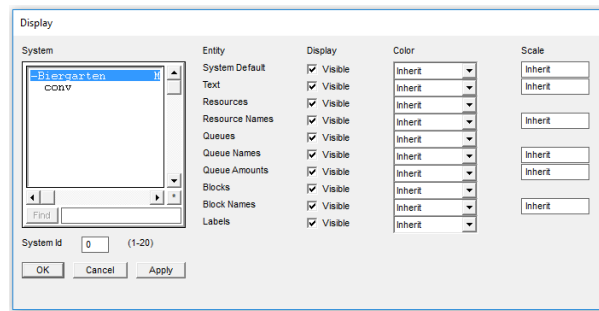 Display
System Entity Display Color Scale
-Biergarten M
conv
System Default Visible Inherit Inherit
Text Visible Inherit Inherit
Resources Visible Inherit
Resource Names Visible Inherit Inherit
Queues Visible Inherit
Queue Names Visible Inherit Inherit
Queue Amounts Visible Inherit Inherit
Blocks Visible Inherit
Block Names Visible Inherit Inherit
Labels Visible Inherit
*
Find
System Id 0 (1-20)
OK Cancel Apply